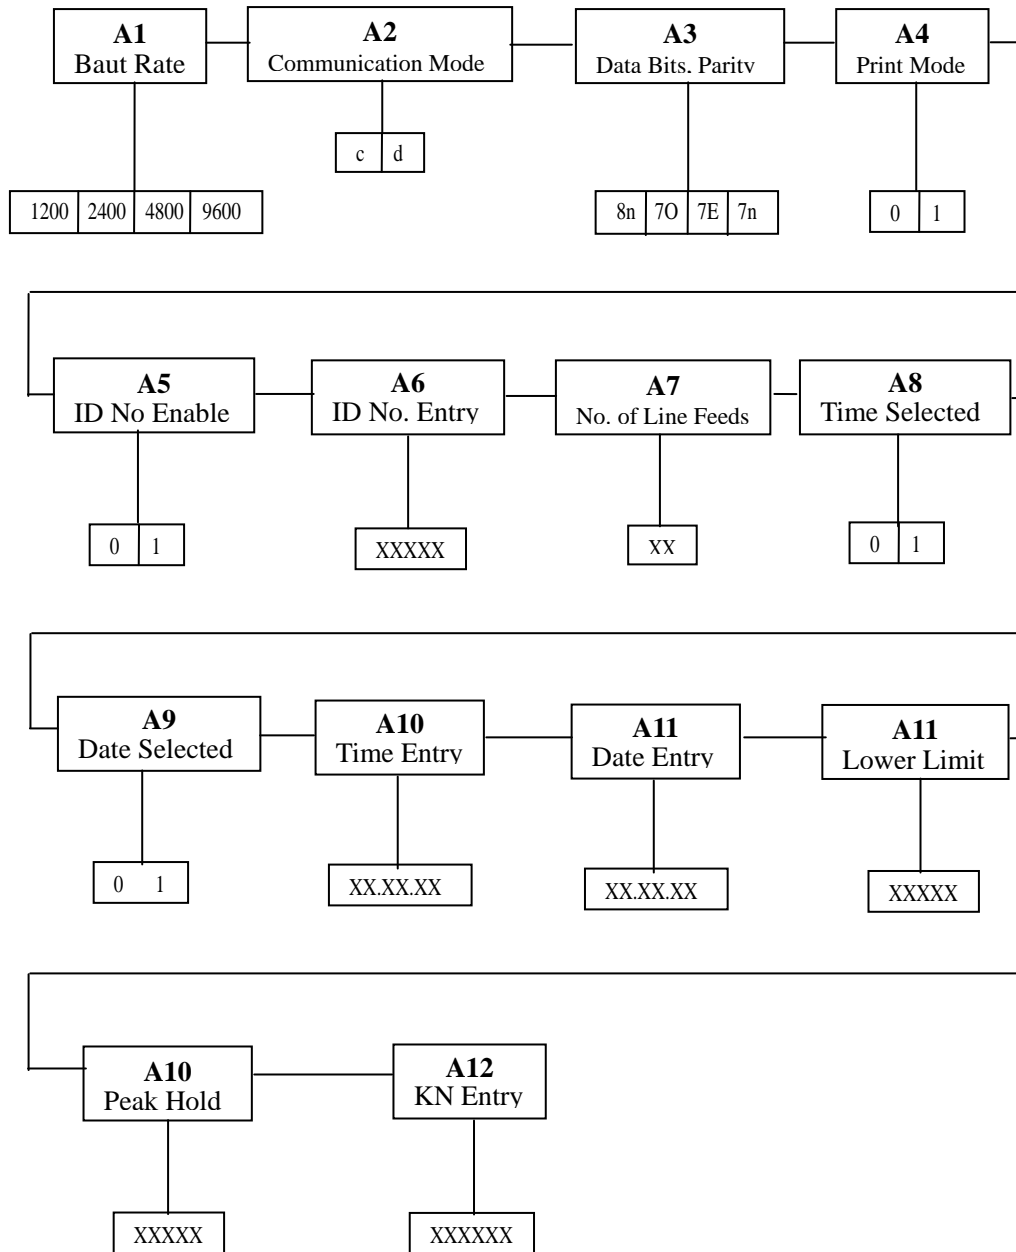 A1
Baut Rate
A2
Communication Mode
A3
Data Bits. Parity
A4
Print Mode
c d
1200 2400 4800 9600
8n 7O 7E 7n
0 1
A5
ID No Enable
A6
ID No. Entry
A7
No. of Line Feeds
A8
Time Selected
0 1
XXXXX
XX
0 1
A9
Date Selected
A10
Time Entry
A11
Date Entry
A11
Lower Limit
0 1
XX.XX.XX
XX.XX.XX
XXXXX
A10
Peak Hold
A12
KN Entry
XXXXX
XXXXXX